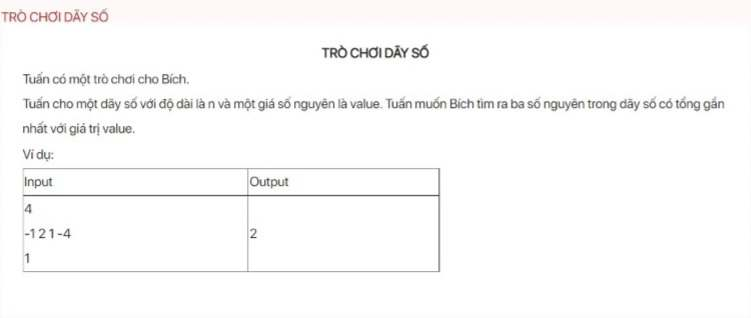 TRÒ CHƠI DÃY SỐ
TRÒ CHƠI DÃY SỐ
Tuấn có một trò chơi cho Bích.
Tuấn cho một dãy số với độ dài là n và một giá số nguyên là value. Tuấn muốn Bích tìm ra ba số nguyên trong dãy số có tổng gần
nhất với giá trị value.
Ví dụ:
Input Output
4
-1 2 1 -4 2
1